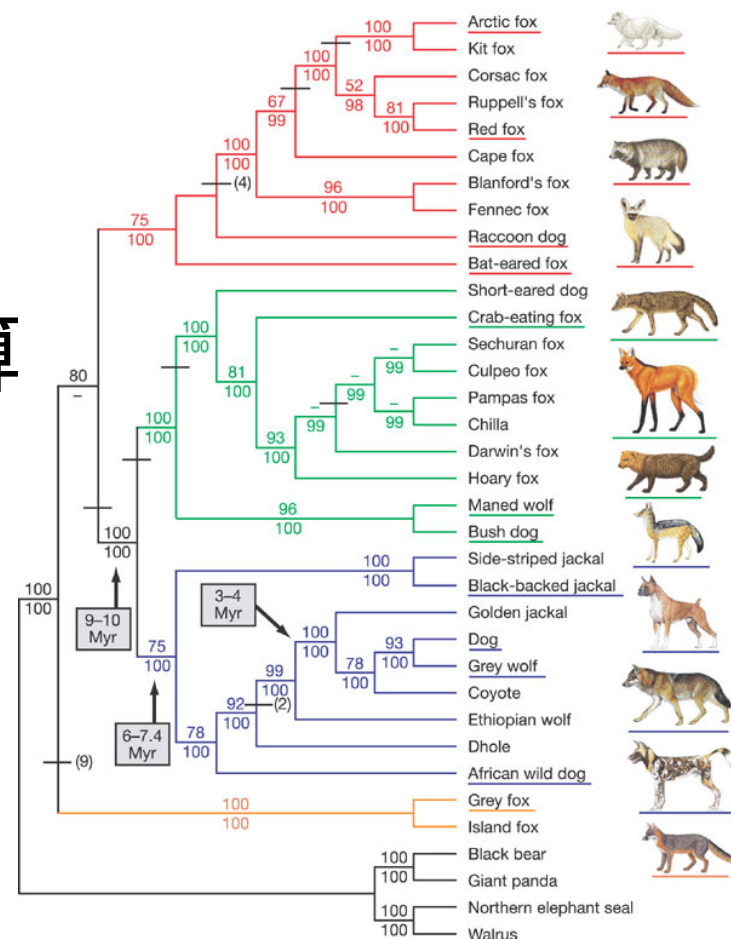 Arctic fox
100
100
Kit fox
100
100
Corsac fox
52
98
Ruppell's fox
81
100
Red fox
67
99
Cape fox
100
100
Blanford's fox
96
100
(4)
Fennec fox
75
100
Raccoon dog
Bat-eared fox
Short-eared dog
100
100
Crab-eating fox
Sechuran fox
–
99
Culpeo fox
81
100
–
99
Pampas fox
–
99
Chilla
–
99
80
–
100
100
Darwin's fox
93
100
Hoary fox
Maned wolf
96
100
Bush dog
100
100
Side-striped jackal
100
100
Black-backed jackal
100
100
9–10
Myr
3–4
Myr
Golden jackal
100
100
Dog
93
100
Grey wolf
75
100
78
100
Coyote
99
100
92
100
(2)
Ethiopian wolf
6–7.4
Myr
78
100
Dhole
(9)
African wild dog
Grey fox
100
100
Island fox
Black bear
100
100
Giant panda
Northern elephant seal
100
100
Walrus